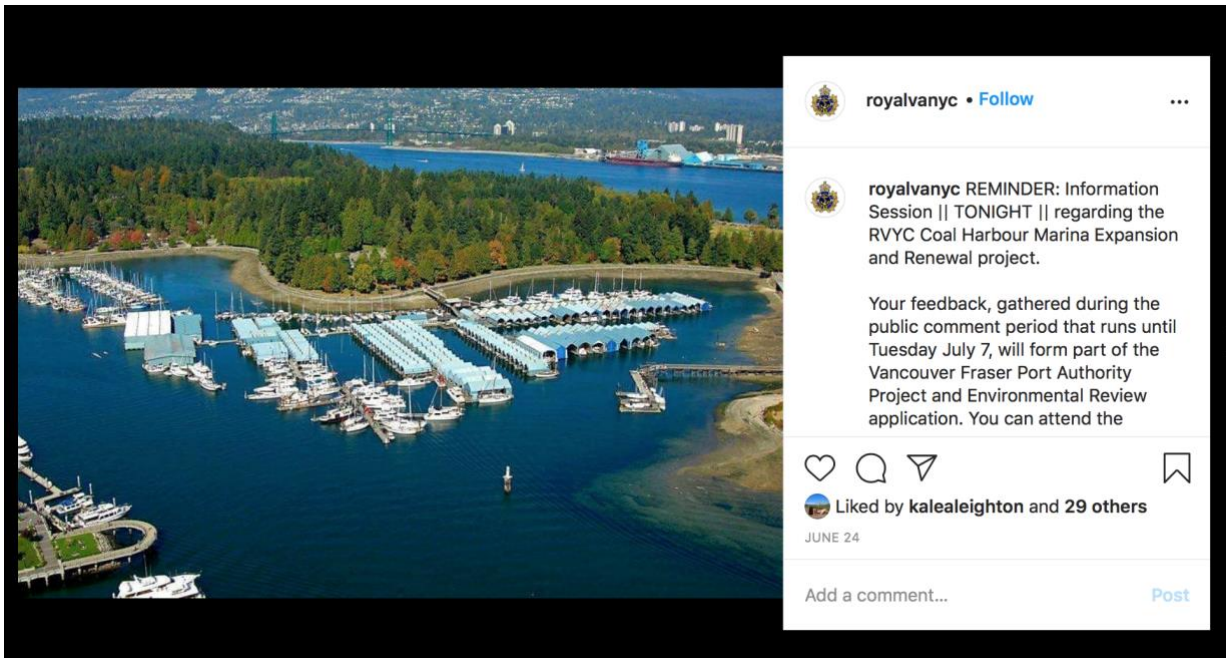 royalvanyc • Follow
royalvanyc REMINDER: Information
Session || TONIGHT || regarding the
RVYC Coal Harbour Marina Expansion
and Renewal project.
Your feedback, gathered during the
public comment period that runs until
Tuesday July 7, will form part of the
Vancouver Fraser Port Authority
Project and Environmental Review
application. You can attend the
Liked by kalealeighton and 29 others
JUNE 24
Add a comment...
Post